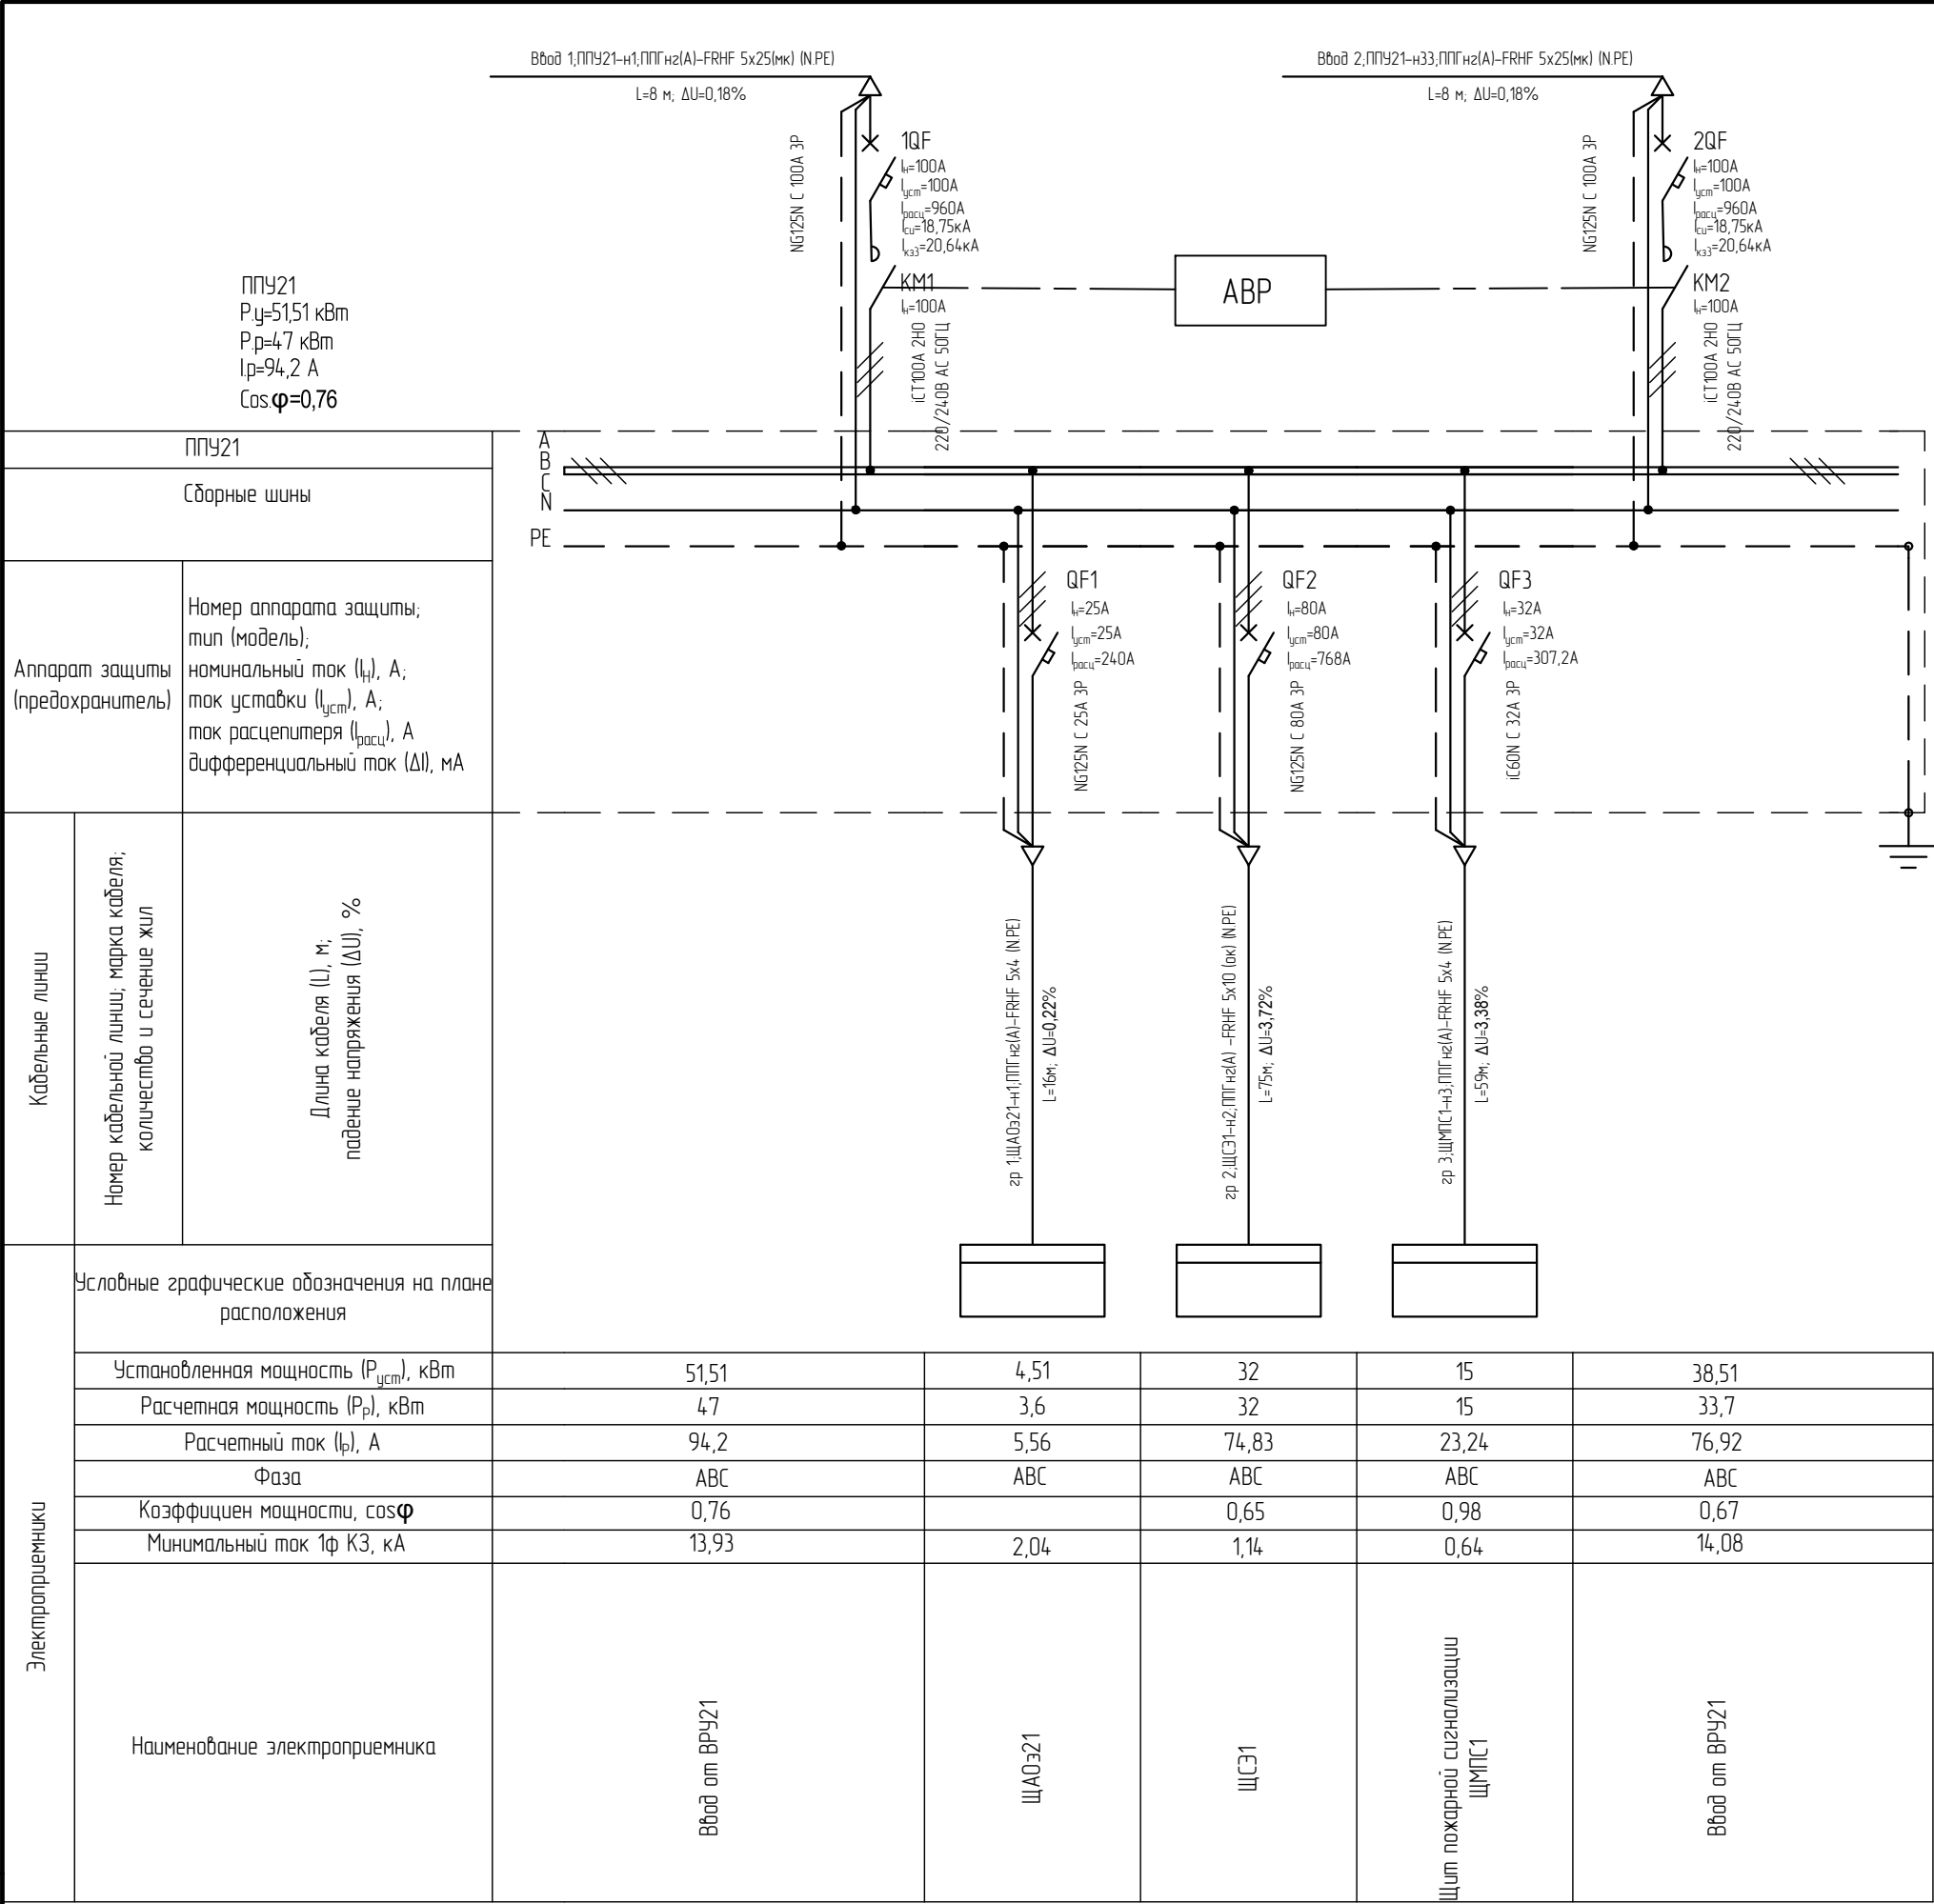 Ввод 1;ППУ21-н1;ППГнг(А)-FRHF 5х25(мк) (N.PE)
L=8 м; ΔU=0,18%
Ввод 2;ППУ21-н33;ППГнг(А)-FRHF 5х25(мк) (N.PE)
L=8 м; ΔU=0,18%
NG125N C 100A 3P
1QF
Iн=100А
Iуст=100А
Iрасц=960А
Icu=18,75кА
Iкз3=20,64кА
КМ1
Iн=100А
iCT100A 2НО
220/240В АС 50ГЦ
АВР
NG125N C 100A 3P
2QF
Iн=100А
Iуст=100А
Iрасц=960А
Icu=18,75кА
Iкз3=20,64кА
КМ2
Iн=100А
iCT100A 2НО
220/240В АС 50ГЦ
ППУ21
Р.у=51,51 кВт
Р.р=47 кВт
I.р=94,2 А
Cos.φ=0,76
ППУ21
Сборные шины
A
B
C
N
PE
Аппарат защиты
(предохранитель)
Номер аппарата защиты;
тип (модель);
номинальный ток (Iн), А;
ток уставки (Iуст), А;
ток расцепитеря (Iрасц), А
дифференциальный ток (ΔI), мА
QF1
Iн=25А
Iуст=25А
Iрасц=240А
NG125N C 25A 3P
QF2
Iн=80А
Iуст=80А
Iрасц=768А
NG125N C 80A 3P
QF3
Iн=32А
Iуст=32А
Iрасц=307,2А
iC60N C 32A 3P
Кабельные линии
Номер кабельной линии; марка кабеля;
количество и сечение жил
Длина кабеля (L), м;
падение напряжения (ΔU), %
гр 1;ЩАОэ21-н1;ППГнг(А)-FRHF 5х4 (N.PE)
L=16м; ΔU=0,22%
гр 2;ЩСЭ1-н2;ППГнг(А) -FRHF 5х10 (ок) (N.PE)
L=75м; ΔU=3,72%
гр 3;ЩМПС1-н3;ППГнг(А)-FRHF 5х4 (N.PE)
L=59м; ΔU=3,38%
Электроприемники
Условные графические обозначения на плане
расположения
Установленная мощность (Руст), кВт
51,51
4,51
32
15
38,51
Расчетная мощность (Рр), кВт
47
3,6
32
15
33,7
Расчетный ток (Iр), А
94,2
5,56
74,83
23,24
76,92
Фаза
АВС
АВС
АВС
АВС
АВС
Коэффициен мощности, cosφ
0,76
0,65
0,98
0,67
Минимальный ток 1ф КЗ, кА
13,93
2,04
1,14
0,64
14,08
Наименование электроприемника
Ввод от ВРУ21
ЩАОэ21
ЩСЭ1
Щит пожарной сигнализации
ЩМПС1
Ввод от ВРУ21